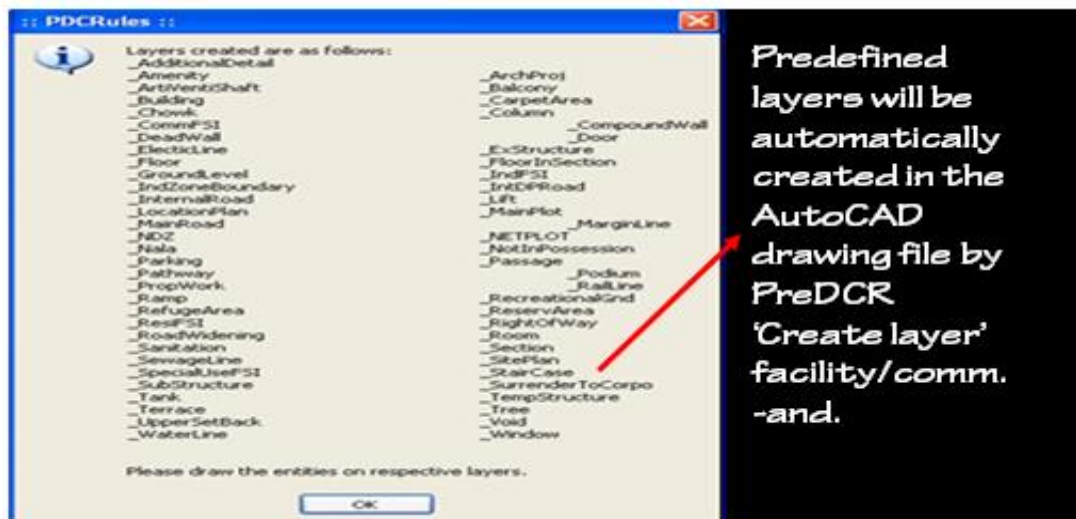 :: PDCRules ::
Layers created are as follows:
_AdditionalDetail
_Amenity _ArchProj
_ArtiVentiShaft _Balcony
_Building _CarpetArea
_Chowk _Column
_CommFSI _CompoundWall
_DeadWall _Door
_ElecticLine _ExStructure
_Floor _FloorInSection
_GroundLevel _IndFSI
_IndZoneBoundary _IntDPRoad
_InternalRoad _Lift
_LocationPlan _MainPlot
_MainRoad _MarginLine
_NDZ _NETPLOT
_Nala _NotInPossession
_Parking _Passage
_Pathway _Podium
_PropWork _RailLine
_Ramp _RecreationalGnd
_RefugeArea _ReservArea
_ResiFSI _RightOfWay
_RoadWidening _Room
_Sanitation _Section
_SewageLine _SitePlan
_SpecialUseFSI _StairCase
_SubStructure _SurrenderToCorpo
_Tank _TempStructure
_Terrace _Tree
_UpperSetBack _Void
_WaterLine _Window
Please draw the entities on respective layers.
OK
Predefined
layers will be
automatically
created in the
AutoCAD
drawing file by
PreDCR
'Create layer'
facility/comm.
-and.